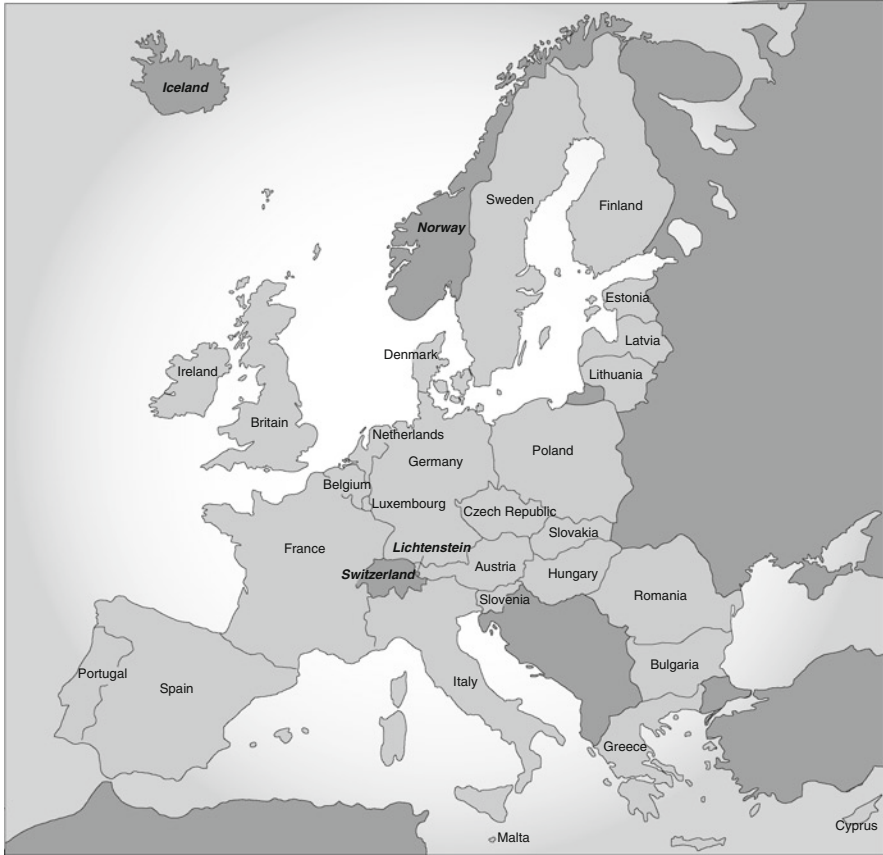 Iceland
Sweden
Finland
Norway
Estonia
Latvia
Denmark
Ireland
Lithuania
Britain
Netherlands
Poland
Germany
Belgium
Luxembourg
Czech Republic
Slovakia
France
Lichtenstein
Austria
Switzerland
Hungary
Romania
Slovenia
Bulgaria
Portugal
Italy
Spain
Greece
Cyprus
Malta